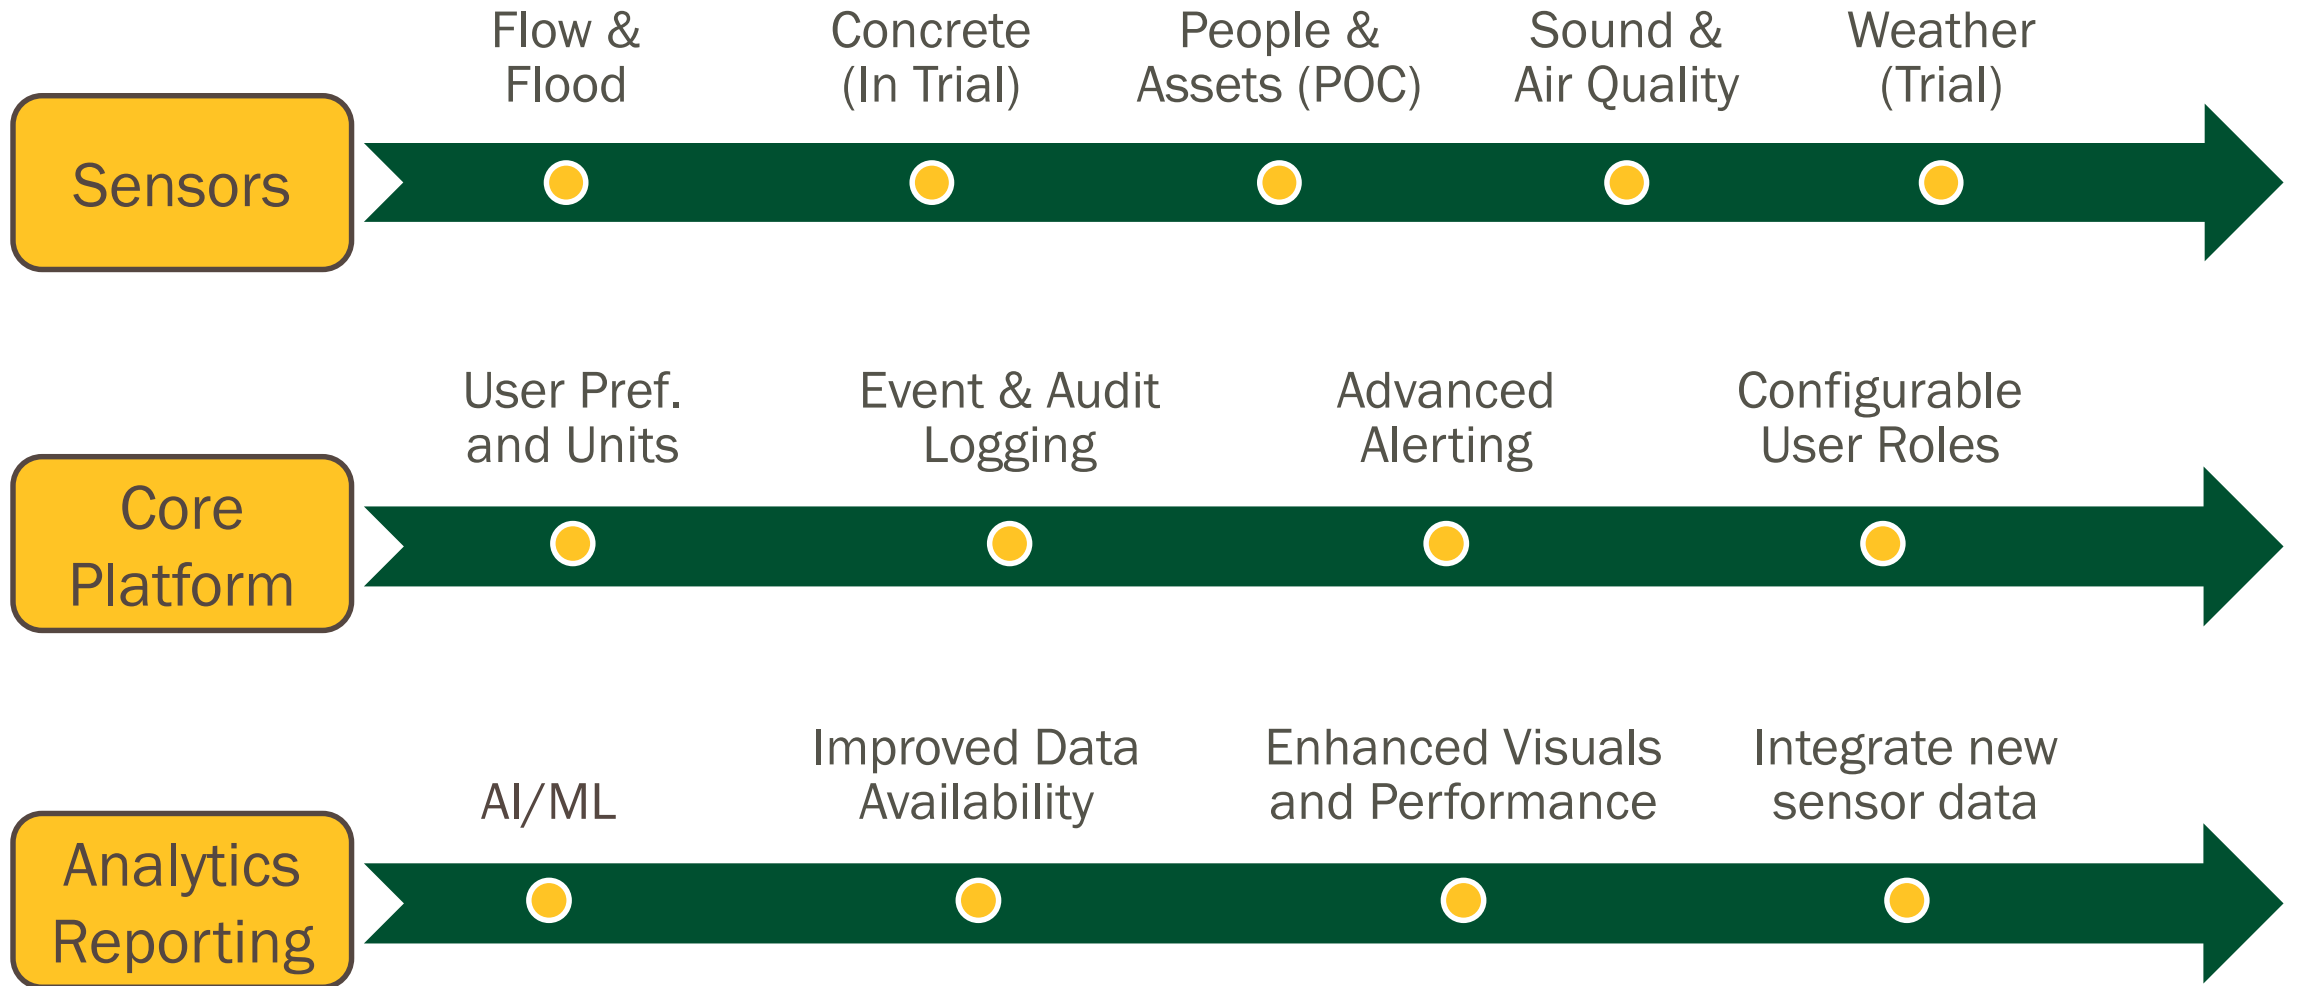 Flow &
Flood
Concrete
(In Trial)
People &
Assets (POC)
Sound &
Air Quality
Weather
(Trial)
Sensors
User Pref.
and Units
Event & Audit
Logging
Advanced
Alerting
Configurable
User Roles
Core
Platform
AI/ML
Improved Data
Availability
Enhanced Visuals
and Performance
Integrate new
sensor data
Analytics
Reporting